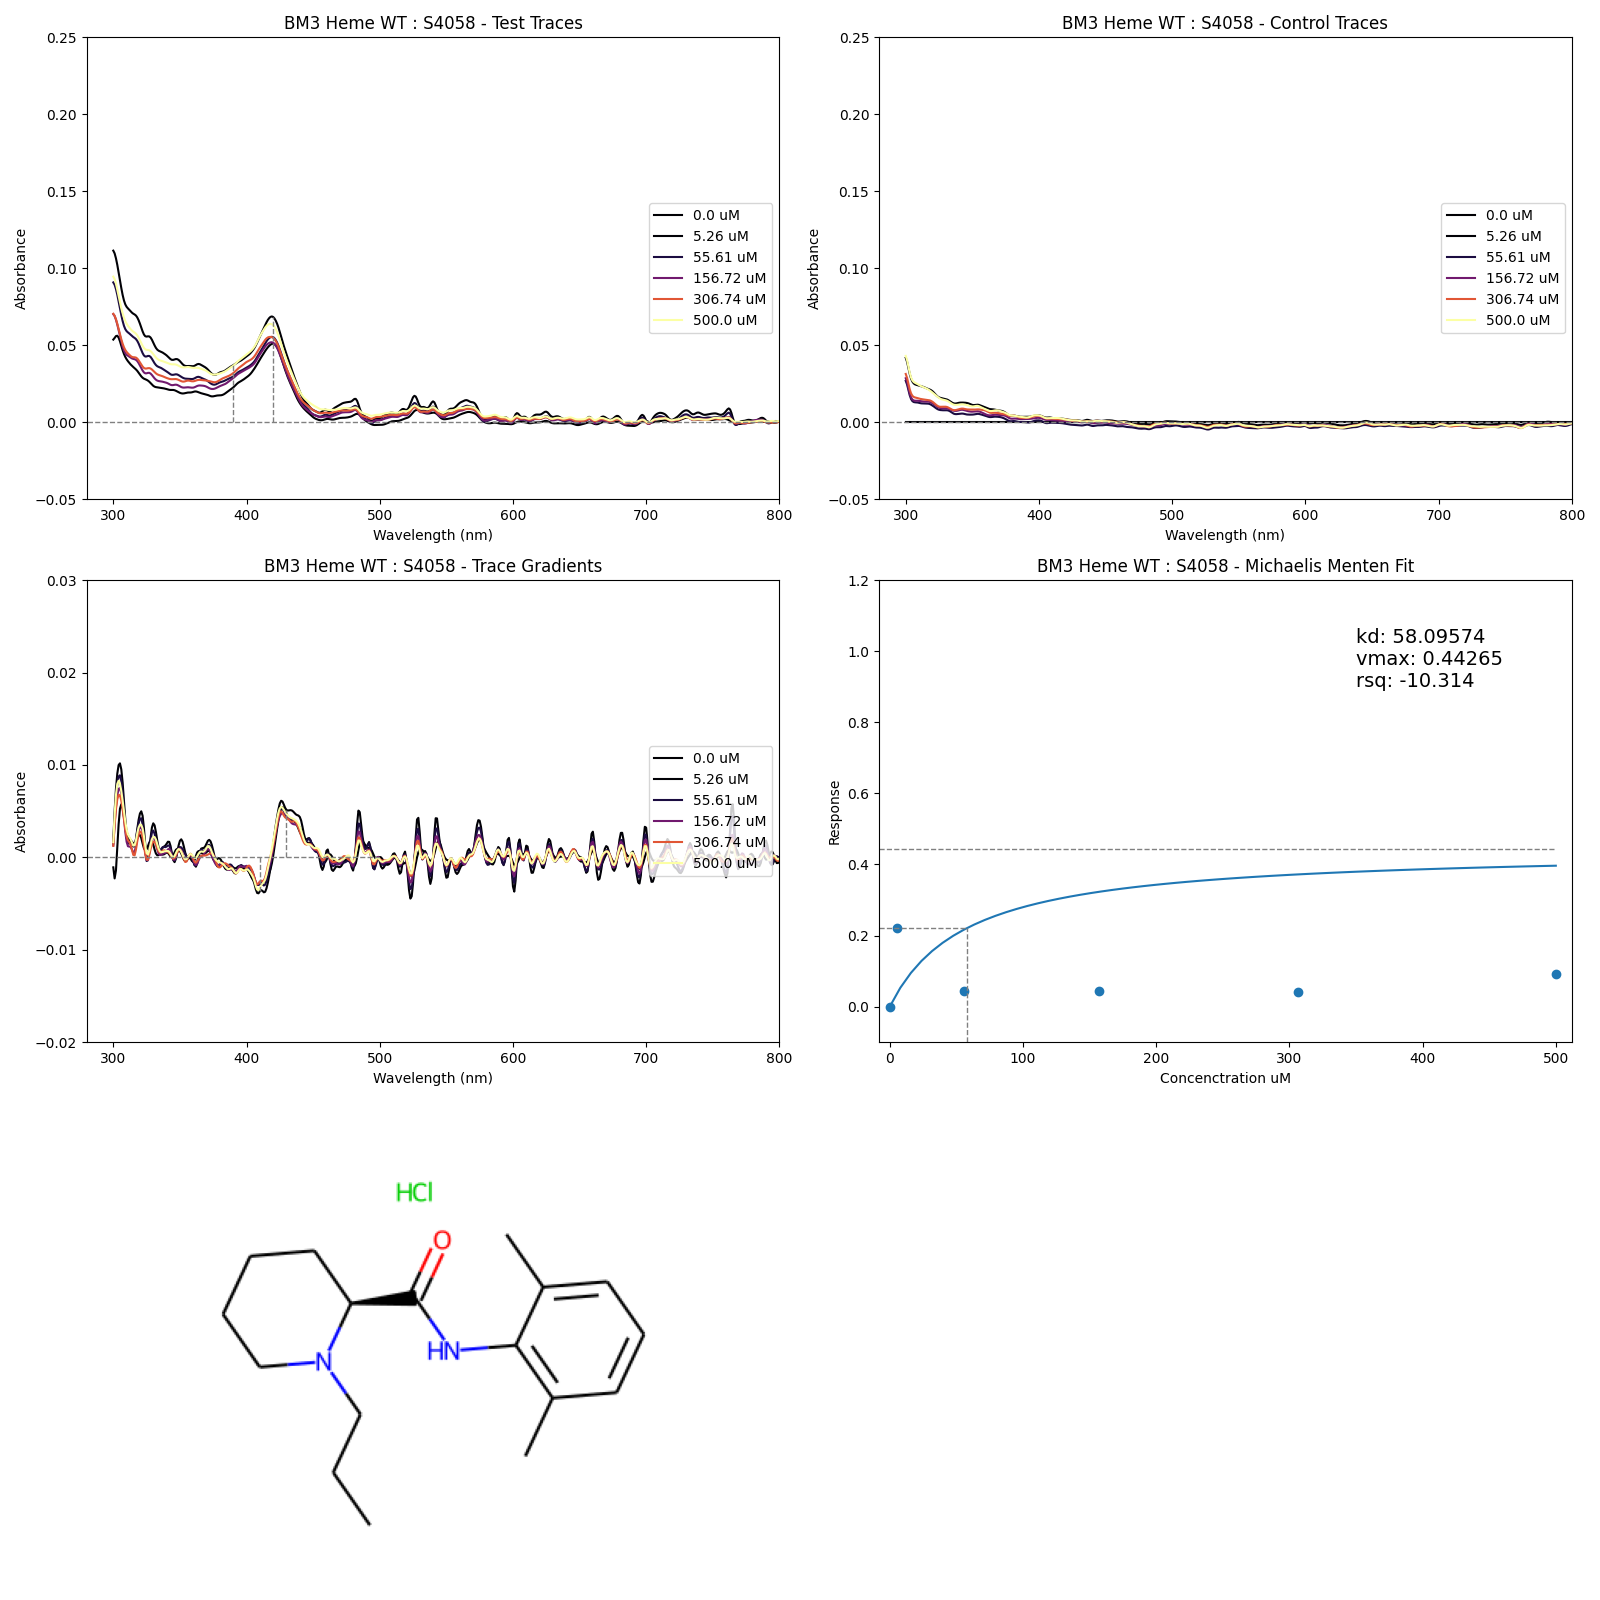 BM3 Heme WT : S4058 - Test Traces
0.25
0.20
0.15
0.10
0.05
0.00
−0.05
Absorbance
300 400 500 600 700 800
Wavelength (nm)
0.0 uM
5.26 uM
55.61 uM
156.72 uM
306.74 uM
500.0 uM
BM3 Heme WT : S4058 - Control Traces
0.25
0.20
0.15
0.10
0.05
0.00
−0.05
Absorbance
300 400 500 600 700 800
Wavelength (nm)
0.0 uM
5.26 uM
55.61 uM
156.72 uM
306.74 uM
500.0 uM
BM3 Heme WT : S4058 - Trace Gradients
0.03
0.02
0.01
0.00
−0.01
−0.02
Absorbance
300 400 500 600 700 800
Wavelength (nm)
0.0 uM
5.26 uM
55.61 uM
156.72 uM
306.74 uM
500.0 uM
BM3 Heme WT : S4058 - Michaelis Menten Fit
1.2
1.0
0.8
0.6
0.4
0.2
0.0
Response
0 100 200 300 400 500
Concenctration uM
kd: 58.09574
vmax: 0.44265
rsq: -10.314
HCl
O
HN
N